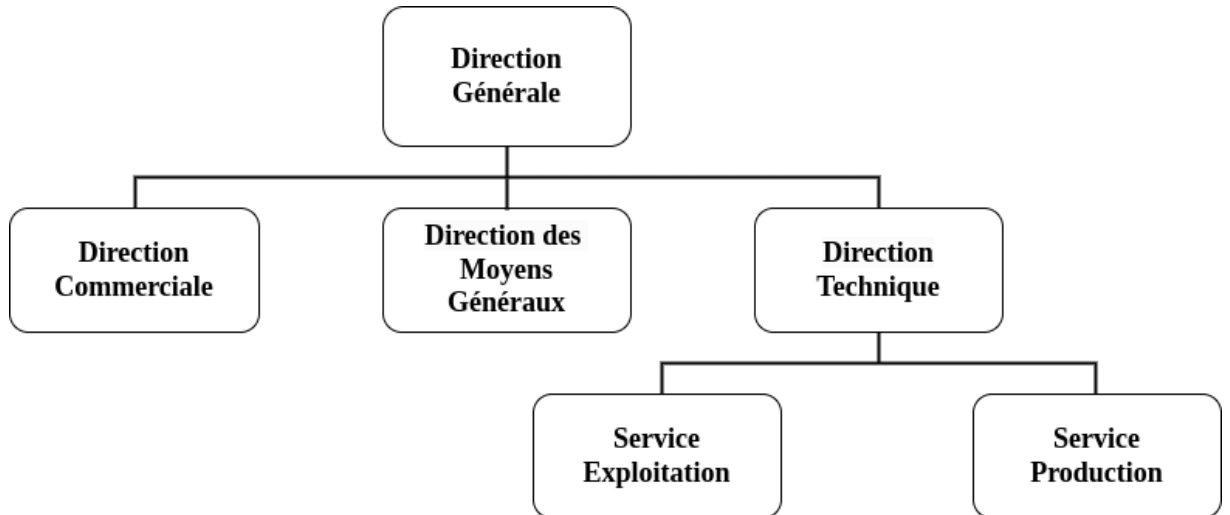 Direction
Générale
Direction
Commerciale
Direction des
Moyens
Généraux
Direction
Technique
Service
Exploitation
Service
Production